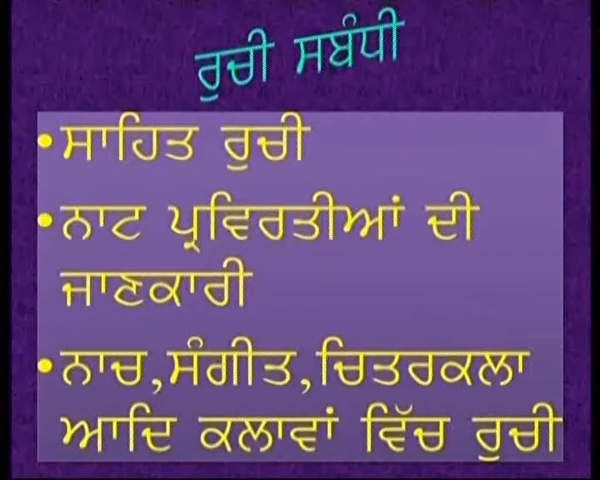 ਰੁਚੀ ਸਬੰਧੀ
•ਸਾਹਿਤ ਰੁਚੀ
•ਨਾਟ ਪ੍ਰਵਿਰਤੀਆਂ ਦੀ
ਜਾਣਕਾਰੀ
•ਨਾਚ,ਸੰਗੀਤ,ਚਿਤਰਕਲਾ
ਆਦਿ ਕਲਾਵਾਂ ਵਿੱਚ ਰੁਚੀ